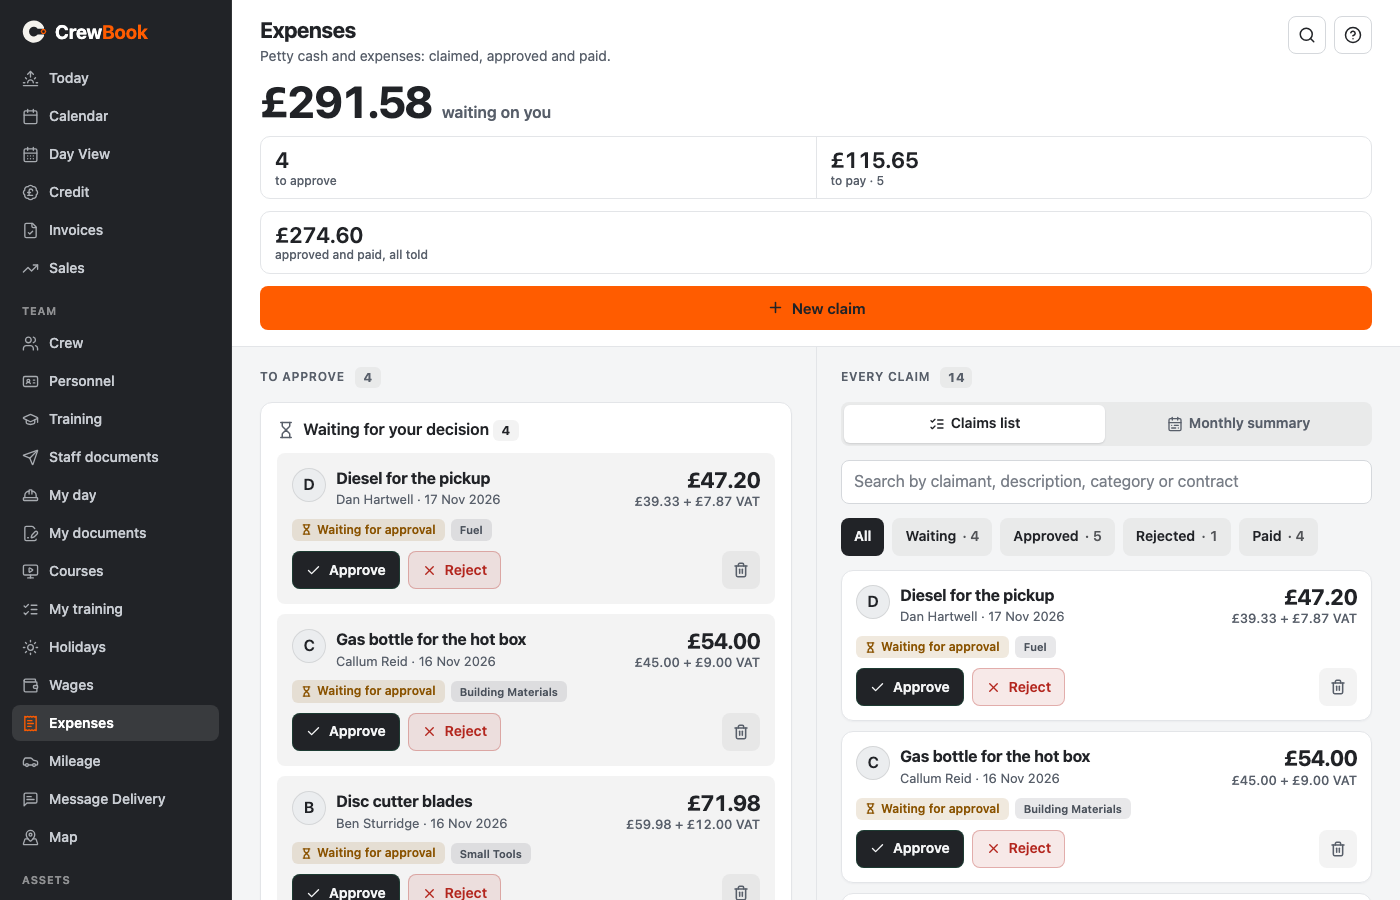 CrewBook
Today
Calendar
Day View
Credit
Invoices
Sales
TEAM
Crew
Personnel
Training
Staff documents
My day
My documents
Courses
My training
Holidays
Wages
Expenses
Mileage
Message Delivery
Map
ASSETS
Expenses
Petty cash and expenses: claimed, approved and paid.
£291.58 waiting on you
4
to approve
£115.65
to pay · 5
£274.60
approved and paid, all told
+ New claim
TO APPROVE 4
Waiting for your decision 4
D
Diesel for the pickup
£47.20
Dan Hartwell · 17 Nov 2026
£39.33 + £7.87 VAT
Waiting for approval
Fuel
Approve
Reject
C
Gas bottle for the hot box
£54.00
Callum Reid · 16 Nov 2026
£45.00 + £9.00 VAT
Waiting for approval
Building Materials
Approve
Reject
B
Disc cutter blades
£71.98
Ben Sturridge · 16 Nov 2026
£59.98 + £12.00 VAT
Waiting for approval
Small Tools
Approve
Reject
EVERY CLAIM 14
Claims list
Monthly summary
Search by claimant, description, category or contract
All
Waiting · 4
Approved · 5
Rejected · 1
Paid · 4
D
Diesel for the pickup
£47.20
Dan Hartwell · 17 Nov 2026
£39.33 + £7.87 VAT
Waiting for approval
Fuel
Approve
Reject
C
Gas bottle for the hot box
£54.00
Callum Reid · 16 Nov 2026
£45.00 + £9.00 VAT
Waiting for approval
Building Materials
Approve
Reject